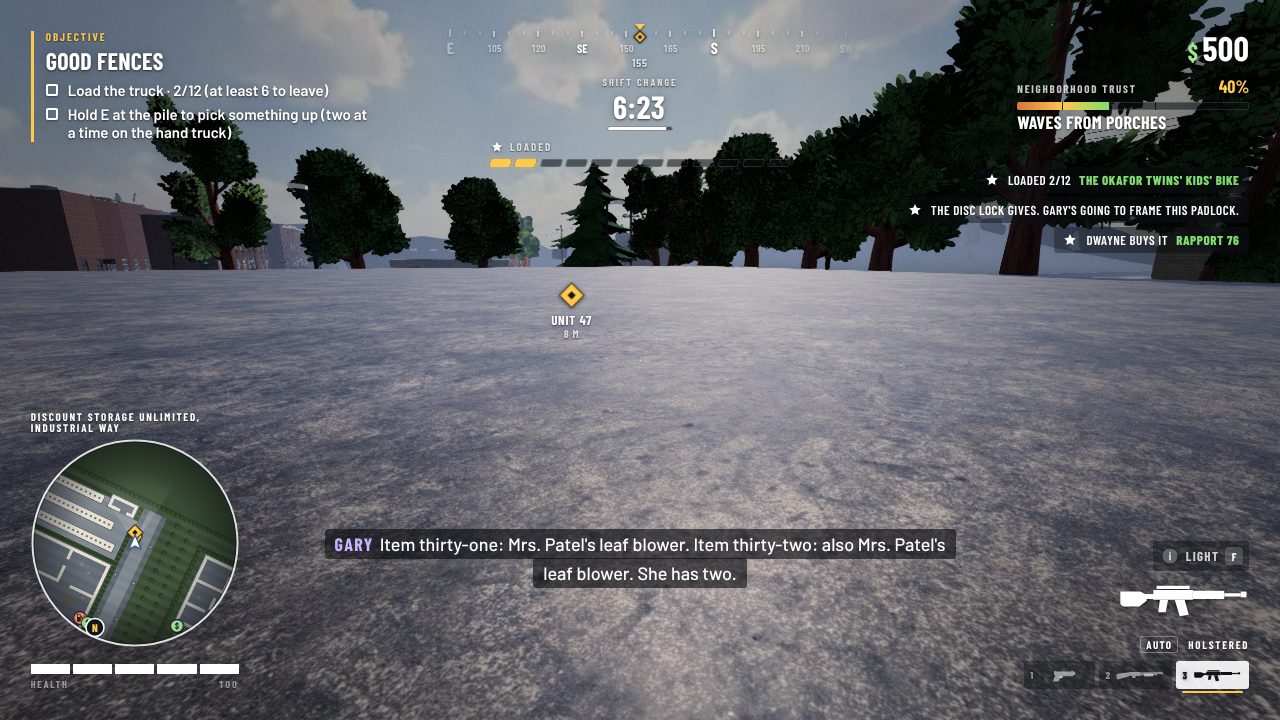 OBJECTIVE
GOOD FENCES
Load the truck · 2/12 (at least 6 to leave)
Hold E at the pile to pick something up (two at
a time on the hand truck)
E 105 120 SE 150 165 S 195 210 SW
155
SHIFT CHANGE
6:23
LOADED
$500
NEIGHBORHOOD TRUST 40%
WAVES FROM PORCHES
LOADED 2/12 THE OKAFOR TWINS' KIDS' BIKE
THE DISC LOCK GIVES. GARY'S GOING TO FRAME THIS PADLOCK.
DWAYNE BUYS IT RAPPORT 76
UNIT 47
8 M
DISCOUNT STORAGE UNLIMITED,
INDUSTRIAL WAY
N
$
HEALTH 100
GARY Item thirty-one: Mrs. Patel's leaf blower. Item thirty-two: also Mrs. Patel's
leaf blower. She has two.
LIGHT F
AUTO HOLSTERED
1 2 3